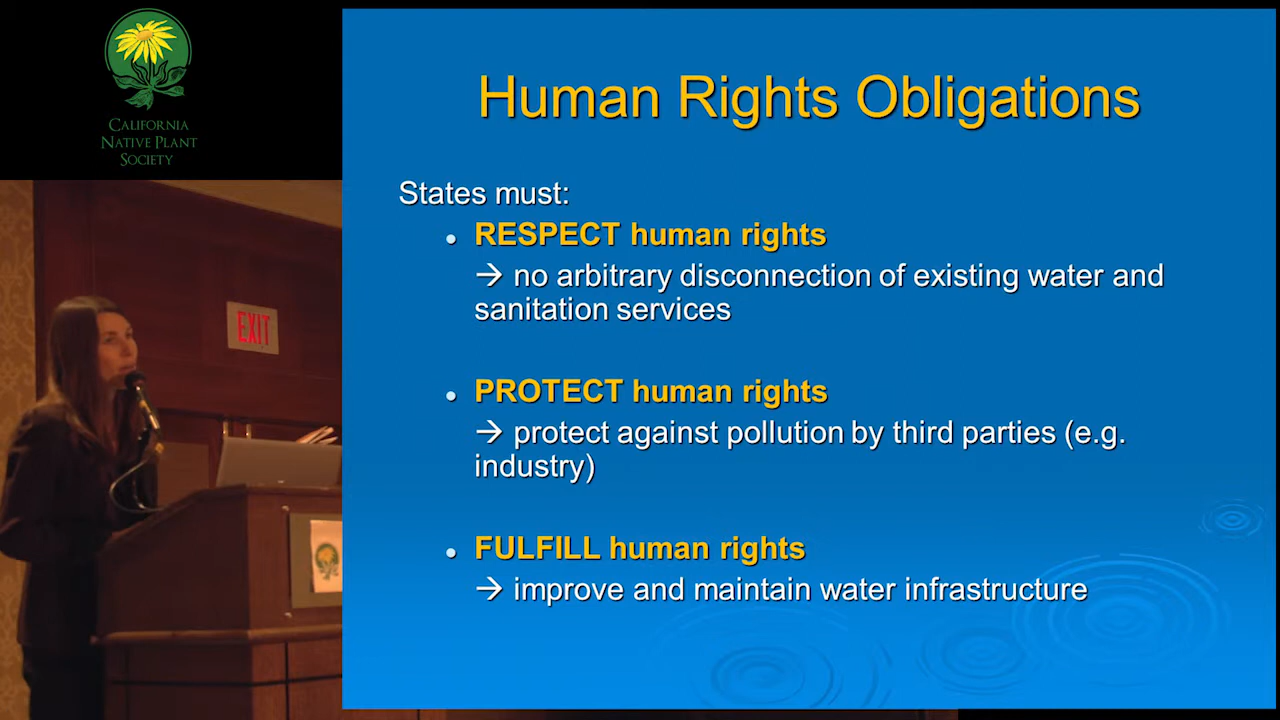 CALIFORNIA
NATIVE PLANT
SOCIETY
EXIT
Human Rights Obligations
States must:
• RESPECT human rights
→ no arbitrary disconnection of existing water and
sanitation services
• PROTECT human rights
→ protect against pollution by third parties (e.g.
industry)
• FULFILL human rights
→ improve and maintain water infrastructure